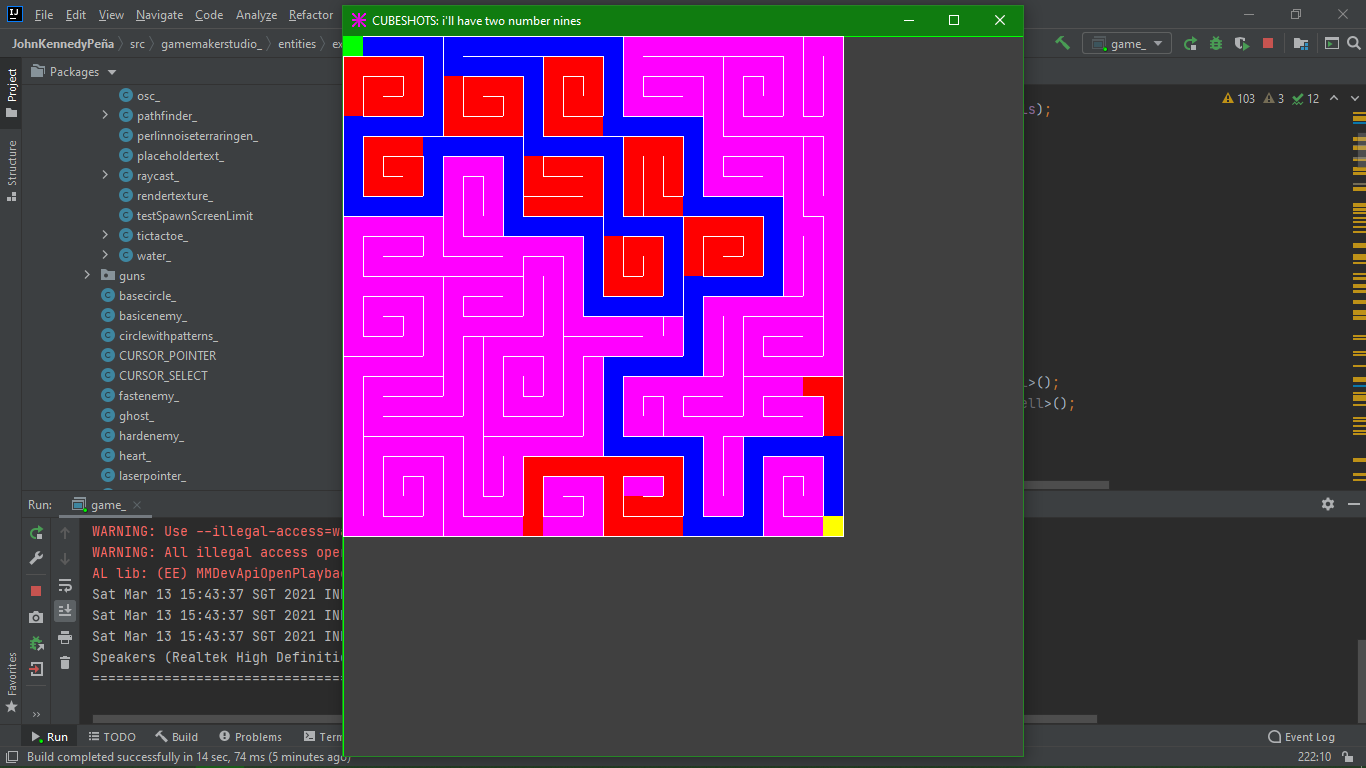 File Edit View Navigate Code Analyze Refactor
CUBESHOTS: i'll have two number nines
JohnKennedyPeña src gamemakerstudio_ entities
game_
Project
Packages
103 3 12
osc_
pathfinder_
perlinnoiseterraringen_
placeholdertext_
raycast_
rendertexture_
testSpawnScreenLimit
tictactoe_
water_
guns
basecircle_
basicenemy_
circlewithpatterns_
CURSOR_POINTER
CURSOR_SELECT
fastenemy_
ghost_
hardenemy_
heart_
laserpointer_
Structure
Favorites
);
>();
>();
Run: game_
WARNING: Use --illegal-access=w
WARNING: All illegal access ope
AL lib: (EE) MMDevApiOpenPlayba
Sat Mar 13 15:43:37 SGT 2021 IN
Sat Mar 13 15:43:37 SGT 2021 IN
Sat Mar 13 15:43:37 SGT 2021 IN
Speakers (Realtek High Definiti
================================
Run TODO Build Problems Term
Event Log
Build completed successfully in 14 sec, 74 ms (5 minutes ago)
222:10